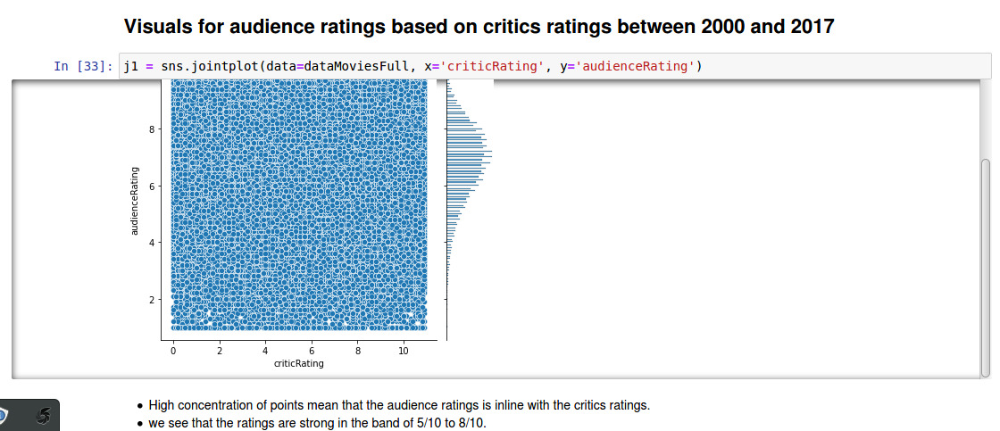 Visuals for audience ratings based on critics ratings between 2000 and 2017
In [33]: j1 = sns.jointplot(data=dataMoviesFull, x='criticRating', y='audienceRating')
8
6
4
2
audienceRating
0 2 4 6 8 10
criticRating
• High concentration of points mean that the audience ratings is inline with the critics ratings.
• we see that the ratings are strong in the band of 5/10 to 8/10.